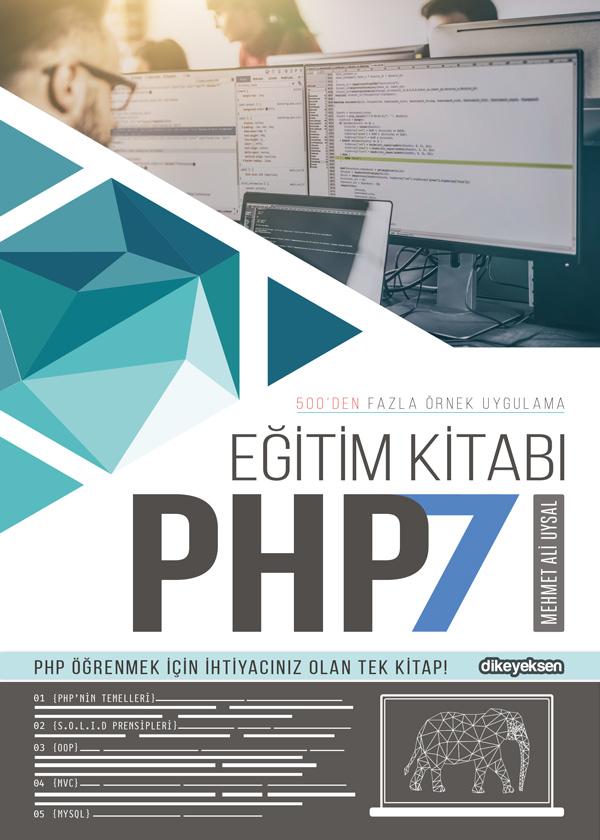 500'DEN FAZLA ÖRNEK UYGULAMA
EĞİTİM KİTABI
PHP7
MEHMET ALİ UYSAL
PHP ÖĞRENMEK İÇİN İHTİYACINIZ OLAN TEK KİTAP!
dikeyeksen
01 {PHP'NİN TEMELLERİ}
02 {S.O.L.I.D PRENSİPLERİ}
03 {OOP}
04 {MVC}
05 {MYSQL}